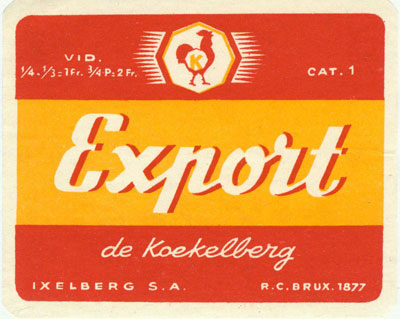 VID.
1/4 - 1/3 = 1 Fr. 3/4 P = 2 Fr.
K
CAT. 1
Export
de Koekelberg
IXELBERG S.A.
R.C. BRUX. 1877